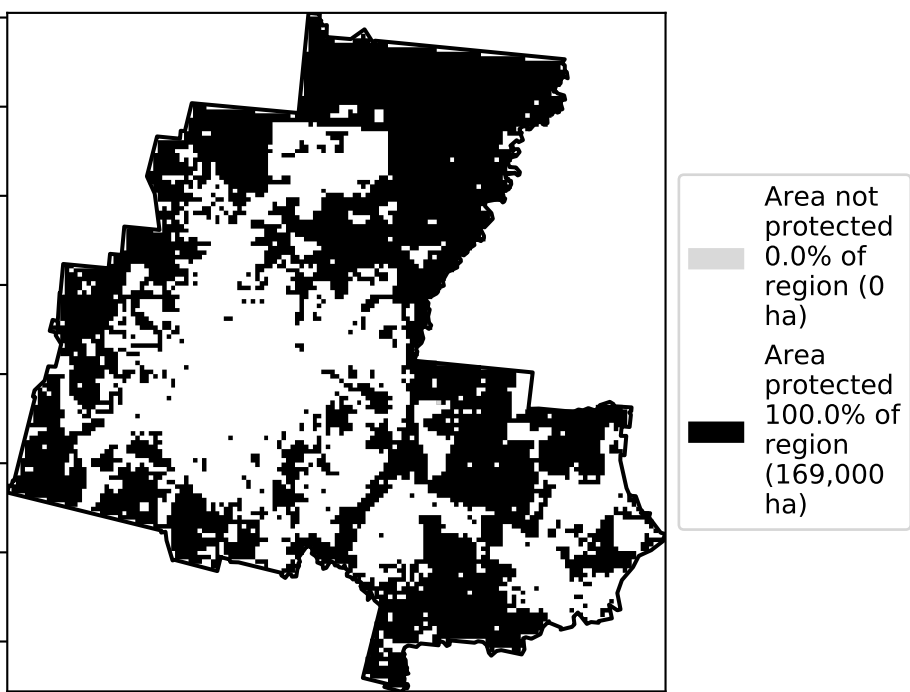 Area not
protected
0.0% of
region (0
ha)
Area
protected
100.0% of
region
(169,000
ha)